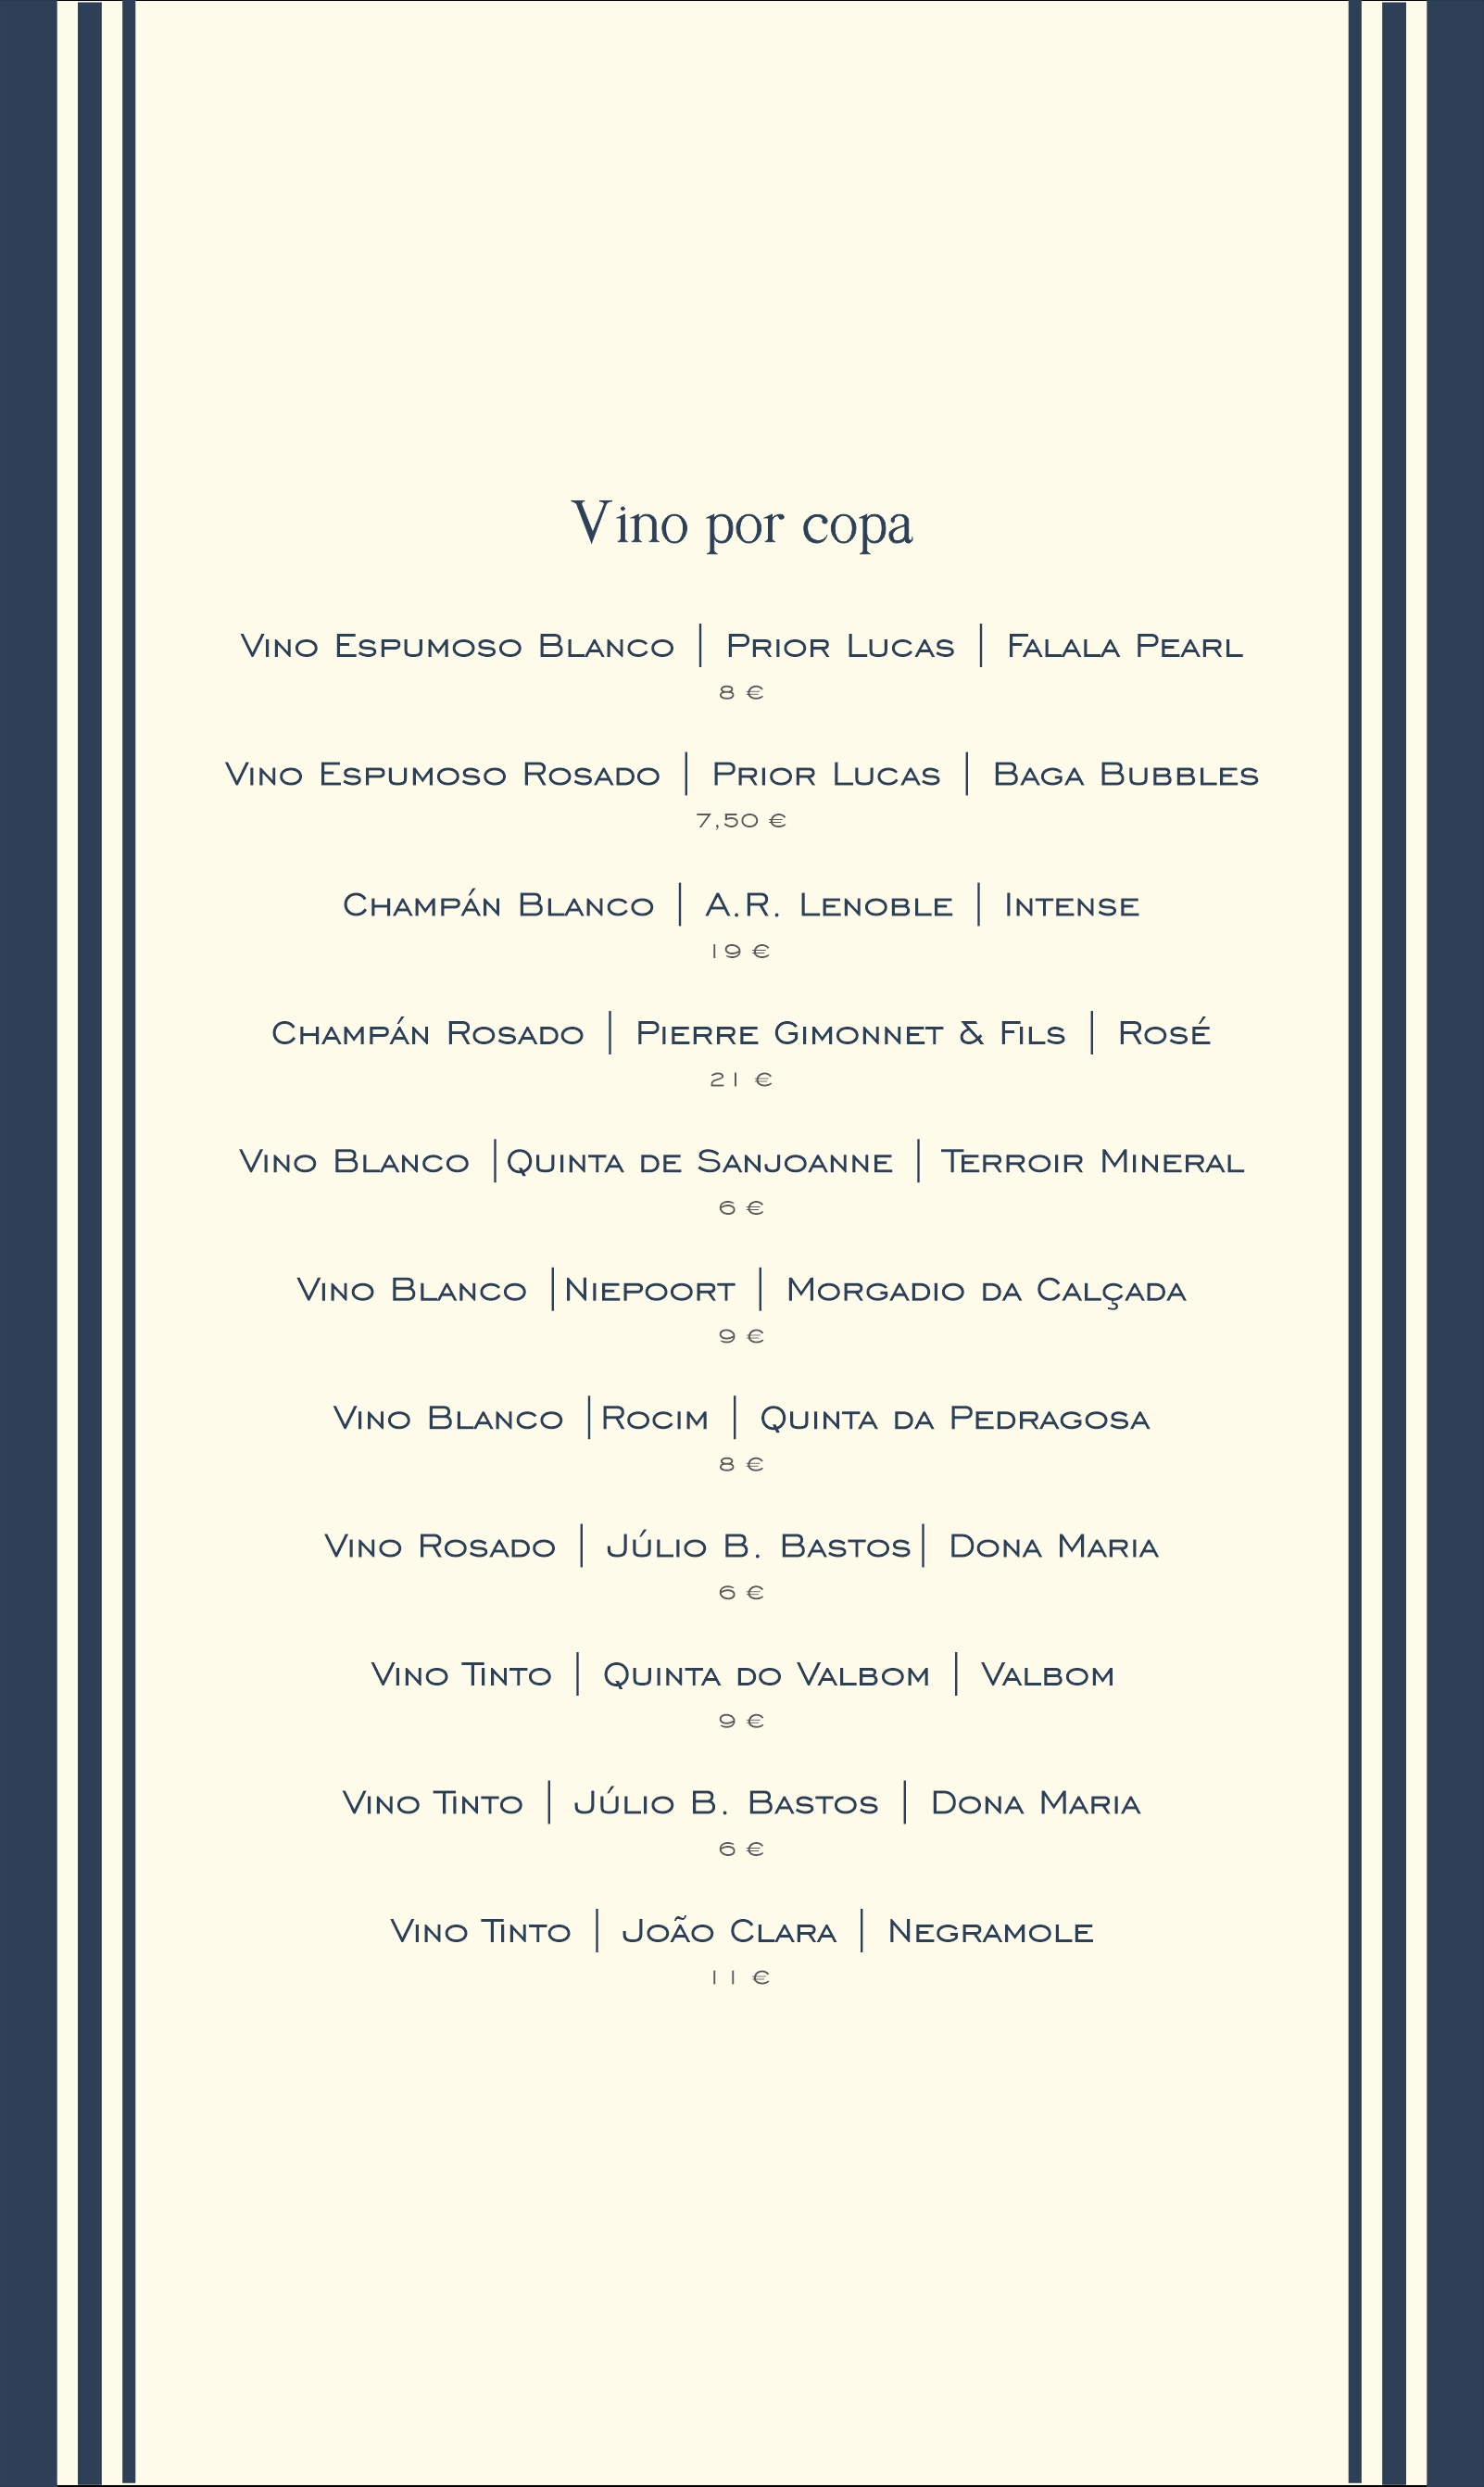 Vino por copa
Vino Espumoso Blanco | Prior Lucas | Falala Pearl
8 €
Vino Espumoso Rosado | Prior Lucas | Baga Bubbles
7,50 €
Champán Blanco | A.R. Lenoble | Intense
19 €
Champán Rosado | Pierre Gimonnet & Fils | Rosé
21 €
Vino Blanco |Quinta de Sanjoanne | Terroir Mineral
6 €
Vino Blanco |Niepoort | Morgadio da Calçada
9 €
Vino Blanco |Rocim | Quinta da Pedragosa
8 €
Vino Rosado | Júlio B. Bastos| Dona Maria
6 €
Vino Tinto | Quinta do Valbom | Valbom
9 €
Vino Tinto | Júlio B. Bastos | Dona Maria
6 €
Vino Tinto | João Clara | Negramole
11 €